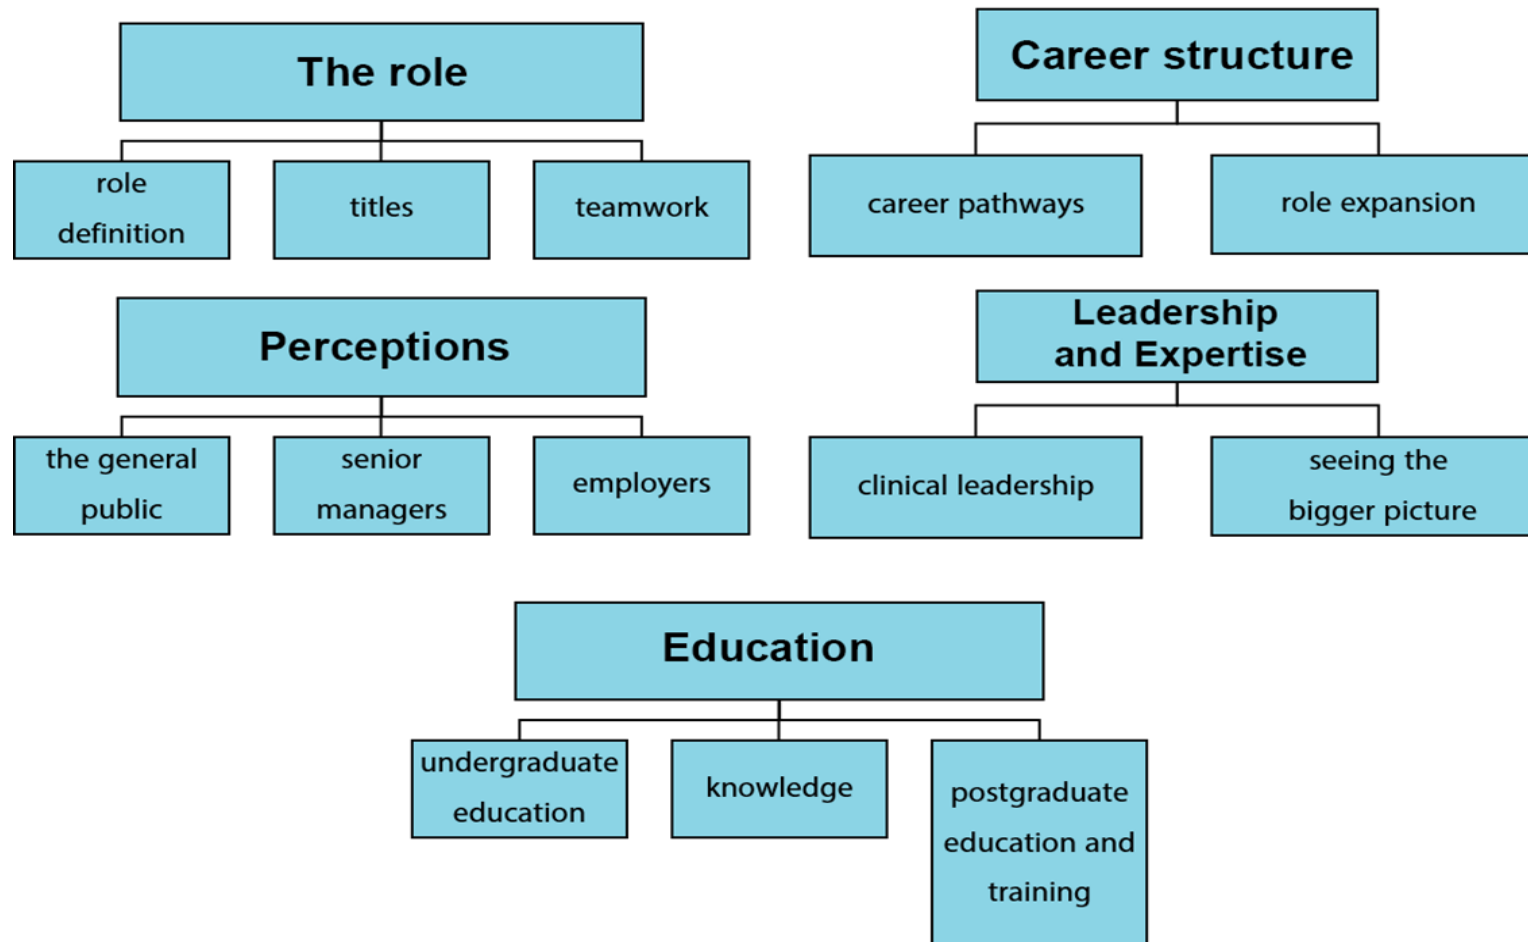 The role
role
definition
titles
teamwork
Career structure
career pathways
role expansion
Perceptions
the general
public
senior
managers
employers
Leadership
and Expertise
clinical leadership
seeing the
bigger picture
Education
undergraduate
education
knowledge
postgraduate
education and
training